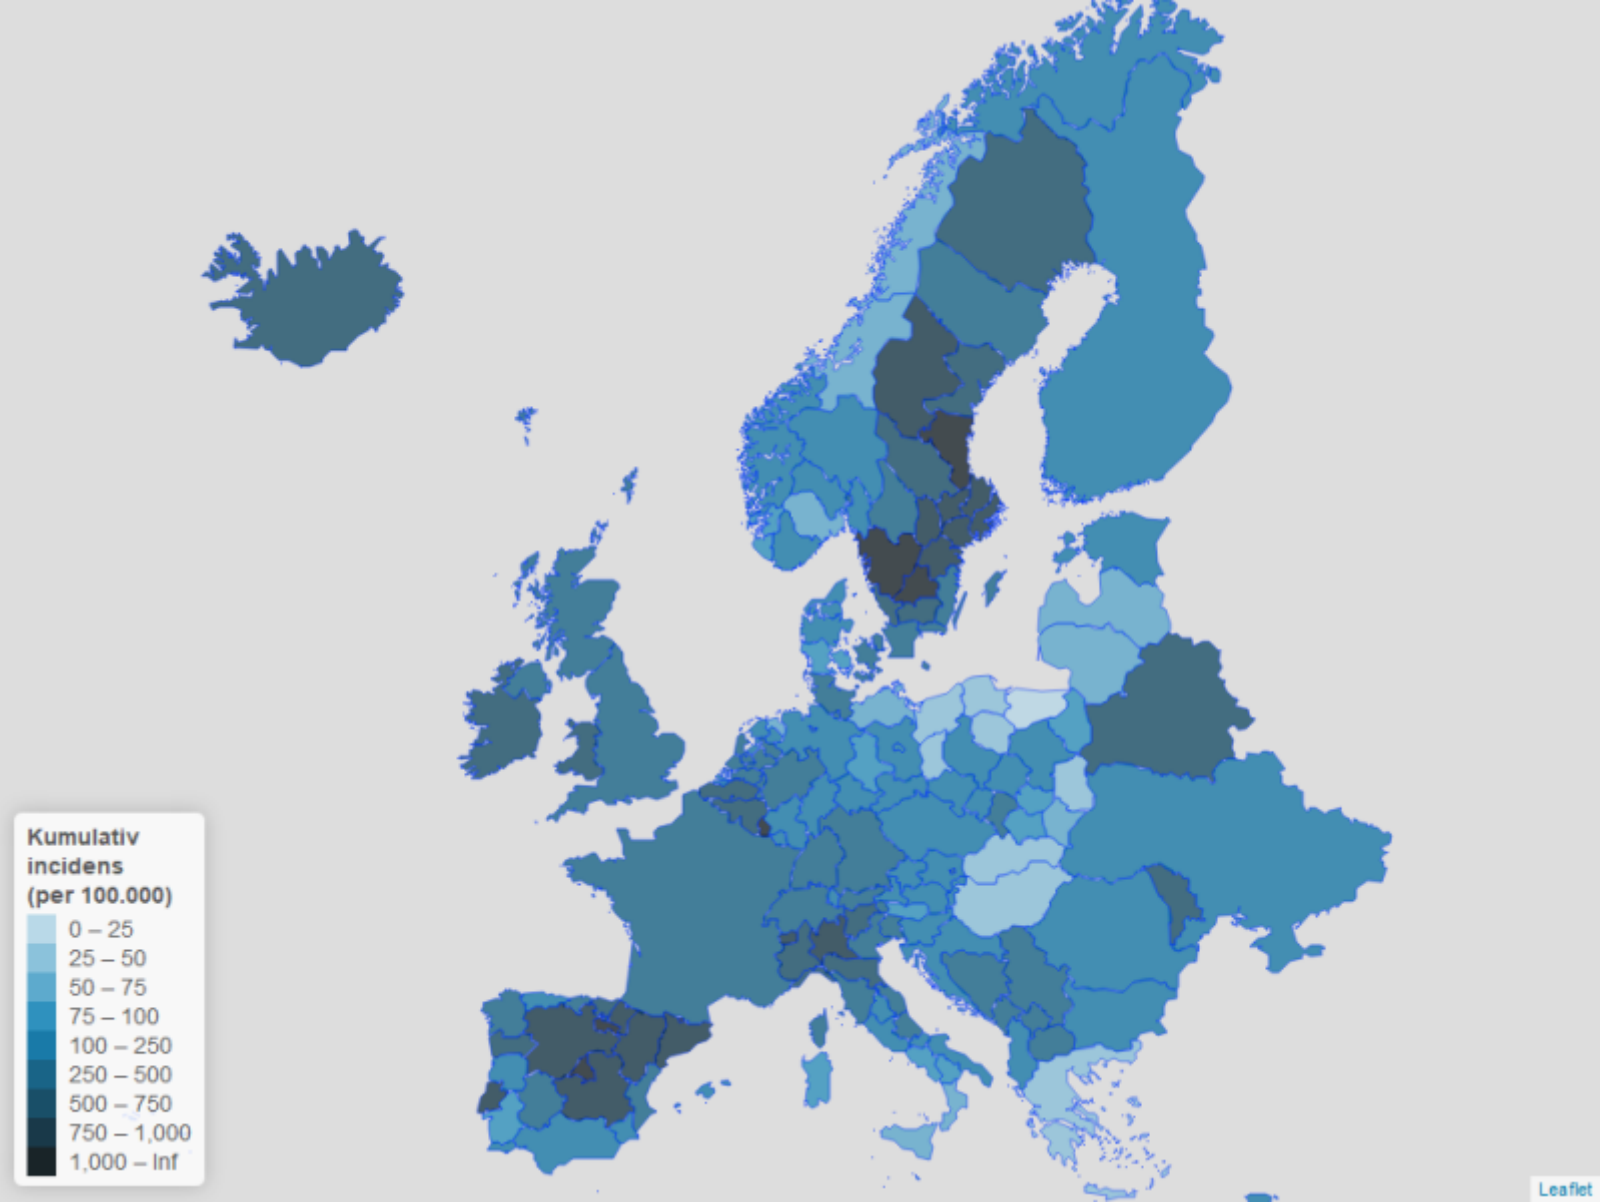 Kumulativ
incidens
(per 100.000)
0 – 25
25 – 50
50 – 75
75 – 100
100 – 250
250 – 500
500 – 750
750 – 1,000
1,000 – Inf
Leaflet